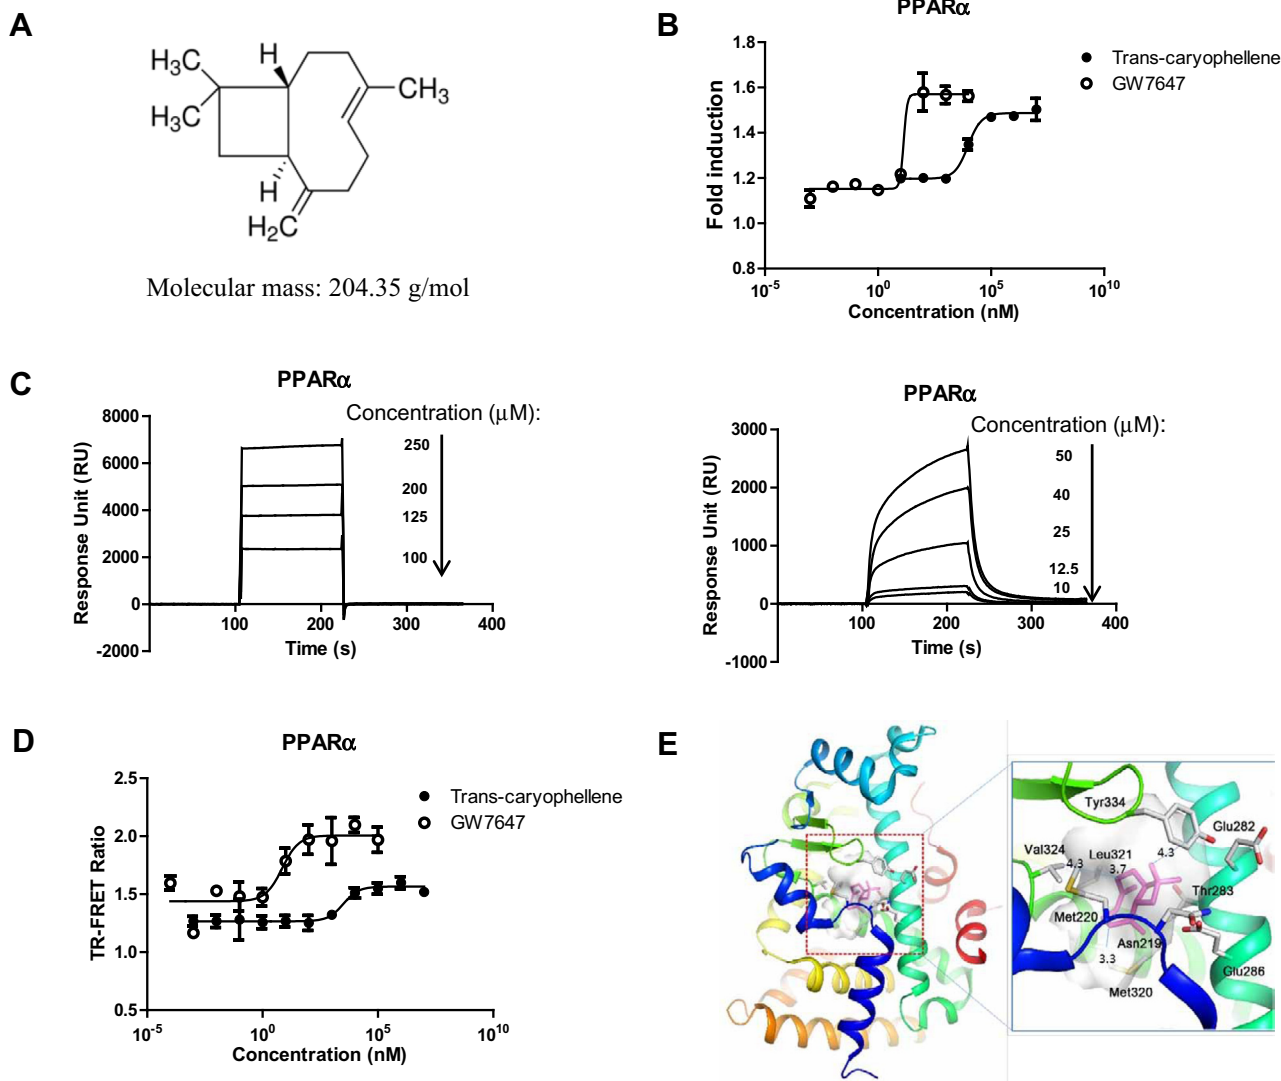 A
H₃C
H
H₃C
CH₃
H
H₂C
Molecular mass: 204.35 g/mol
B
PPARα
Trans-caryophellene
GW7647
Fold induction
1.8
1.6
1.4
1.2
1.0
0.8
10⁻⁵
10⁰
10⁵
10¹⁰
Concentration (nM)
C
PPARα
Concentration (μM):
250
200
125
100
Response Unit (RU)
8000
6000
4000
2000
0
-2000
100
200
300
400
Time (s)
PPARα
Concentration (μM):
50
40
25
12.5
10
Response Unit (RU)
3000
2000
1000
0
-1000
100
200
300
400
Time (s)
D
PPARα
Trans-caryophellene
GW7647
TR-FRET Ratio
2.5
2.0
1.5
1.0
0.5
10⁻⁵
10⁰
10⁵
10¹⁰
Concentration (nM)
E
Tyr334
Glu282
Val324
Leu321
4.3
4.3
3.7
Thr283
Met220
Asn219
3.3
Glu286
Met320